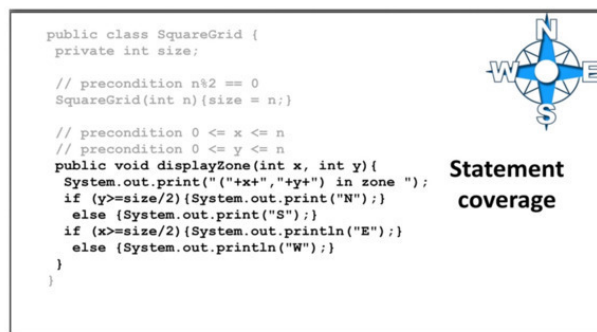 public class SquareGrid {
private int size;
// precondition n%2 == 0
SquareGrid(int n){size = n;}
// precondition 0 <= x <= n
// precondition 0 <= y <= n
public void displayZone(int x, int y){
System.out.print("("+x+","+y+") in zone ");
if (y>=size/2){System.out.print("N");}
else {System.out.print("S");}
if (x>=size/2){System.out.println("E");}
else {System.out.println("W");}
}
}
N
W
E
S
Statement
coverage